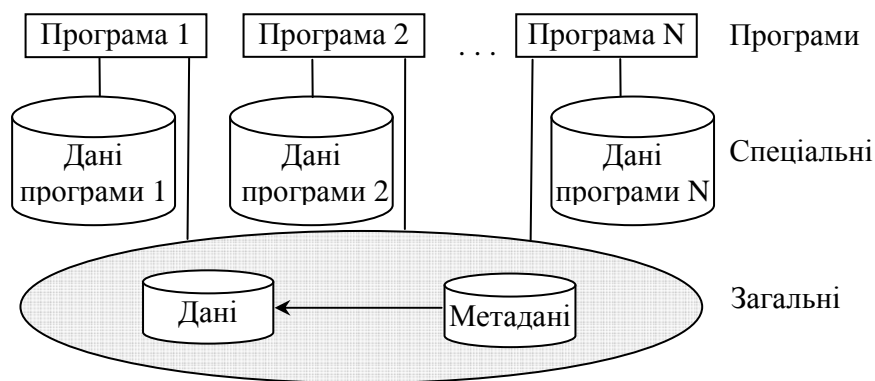 Програма 1 Програма 2 . . . Програма N Програми
Дані Дані Дані
програми 1 програми 2 програми N Спеціальні
Дані Метадані Загальні